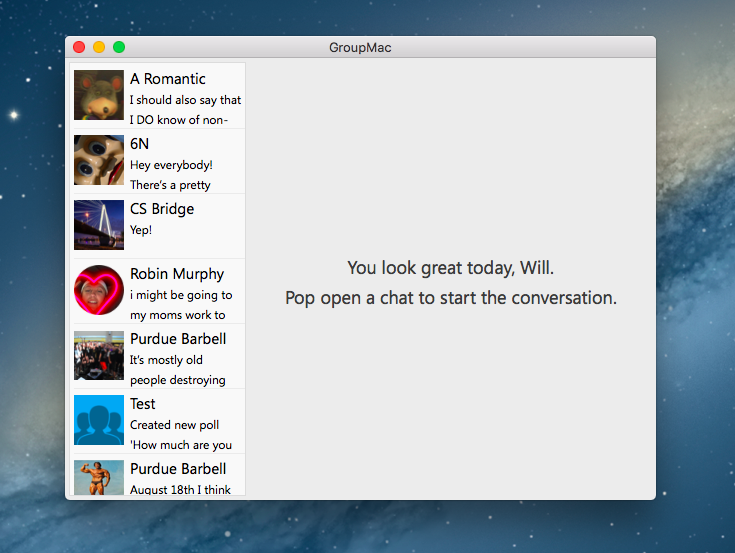 GroupMac
A Romantic
I should also say that
I DO know of non-
6N
Hey everybody!
There's a pretty
CS Bridge
Yep!
Robin Murphy
i might be going to
my moms work to
Purdue Barbell
It's mostly old
people destroying
Test
Created new poll
'How much are you
Purdue Barbell
August 18th I think
You look great today, Will.
Pop open a chat to start the conversation.